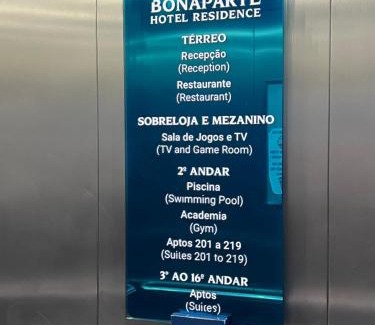 BONAPARTE
HOTEL RESIDENCE
TÉRREO
Recepção
(Reception)
Restaurante
(Restaurant)
SOBRELOJA E MEZANINO
Sala de Jogos e TV
(TV and Game Room)
2º ANDAR
Piscina
(Swimming Pool)
Academia
(Gym)
Aptos 201 a 219
(Suites 201 to 219)
3º AO 16º ANDAR
Aptos
(Suites)